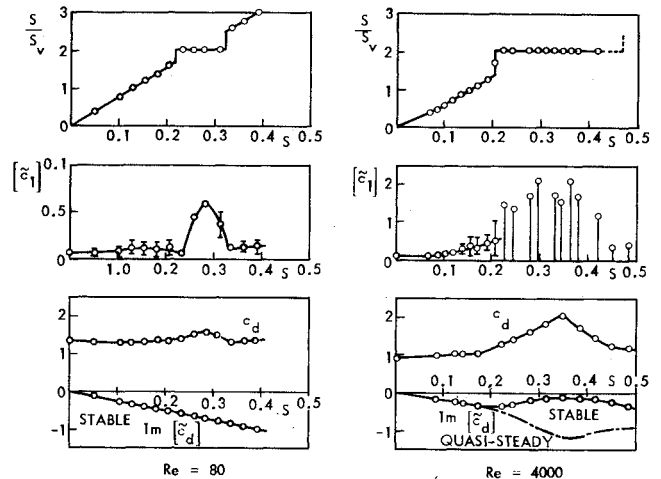 S
S
v
3
2
1
0
0.1
0.2
0.3
0.4
0.5
S
[c̃l]
0.1
0.5
0
1.0
0.2
0.3
0.4
0.5
S
2
1
cd
0.1
0.2
0.3
0.4
S
0.5
0
-1
STABLE
1m [c̃d]
Re = 80
S
S
v
3
2
1
0
0.1
0.2
0.3
0.4
S
0.5
[c̃l]
2
1
0
0.1
0.2
0.3
0.4
S
0.5
2
1
cd
0.1
0.2
0.3
0.4
S
0.5
0
-1
1m [c̃d]
STABLE
QUASI-STEADY
Re = 4000